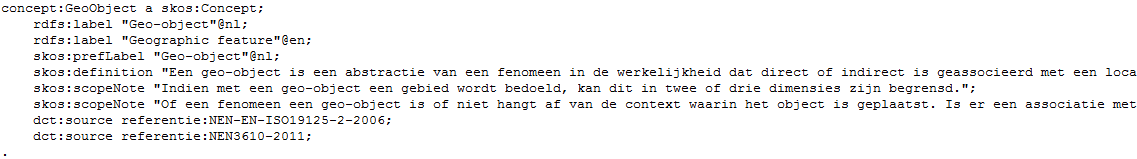 concept:GeoObject a skos:Concept;
rdfs:label "Geo-object"@nl;
rdfs:label "Geographic feature"@en;
skos:prefLabel "Geo-object"@nl;
skos:definition "Een geo-object is een abstractie van een fenomeen in de werkelijkheid dat direct of indirect is geassocieerd met een loca
skos:scopeNote "Indien met een geo-object een gebied wordt bedoeld, kan dit in twee of drie dimensies zijn begrensd.";
skos:scopeNote "Of een fenomeen een geo-object is of niet hangt af van de context waarin het object is geplaatst. Is er een associatie met
dct:source referentie:NEN-EN-ISO19125-2-2006;
dct:source referentie:NEN3610-2011;
.